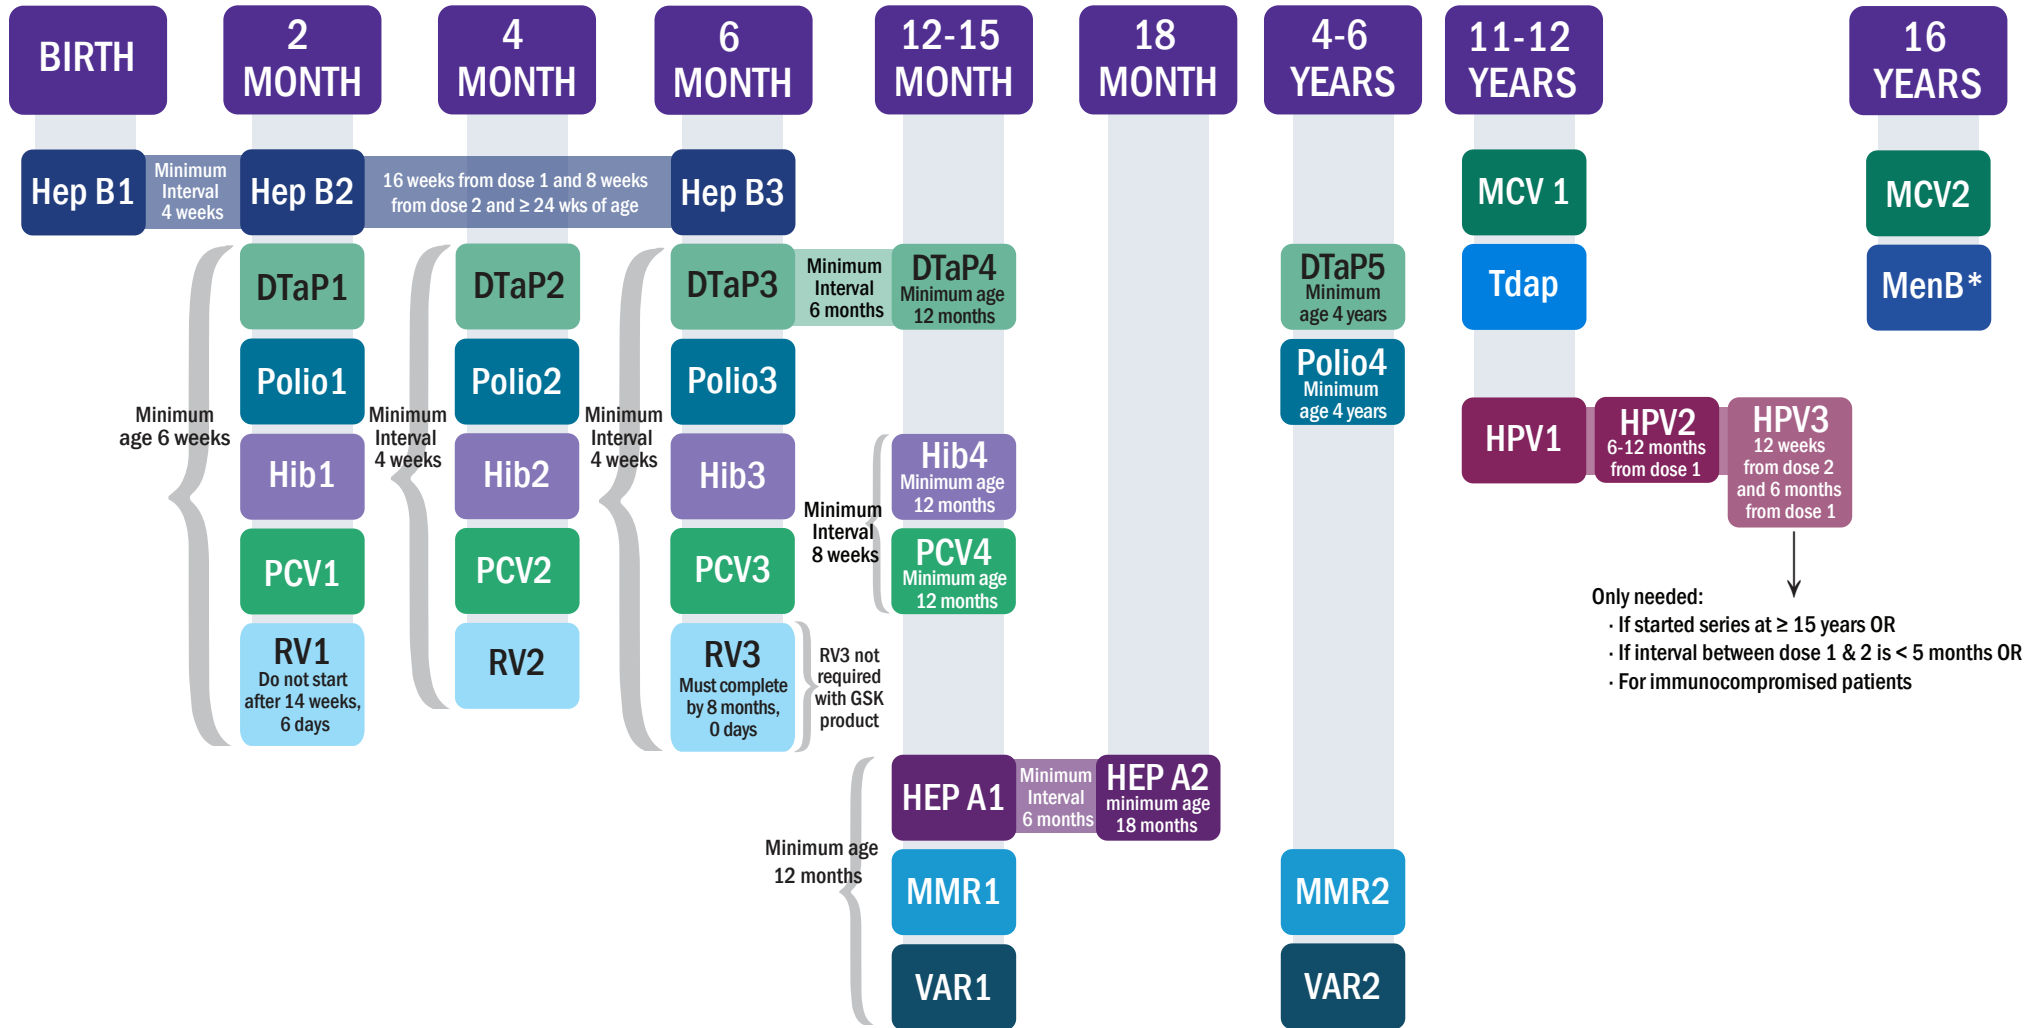 BIRTH
2
MONTH
4
MONTH
6
MONTH
12-15
MONTH
18
MONTH
4-6
YEARS
11-12
YEARS
16
YEARS
Hep B1
Minimum
Interval
4 weeks
Hep B2
16 weeks from dose 1 and 8 weeks
from dose 2 and ≥ 24 wks of age
Hep B3
MCV 1
MCV2
DTaP1
DTaP2
DTaP3
Minimum
Interval
6 months
DTaP4
Minimum age
12 months
DTaP5
Minimum
age 4 years
Tdap
MenB*
Polio1
Polio2
Polio3
Polio4
Minimum
age 4 years
Minimum
age 6 weeks
Minimum
Interval
4 weeks
Minimum
Interval
4 weeks
HPV1
HPV2
6-12 months
from dose 1
HPV3
12 weeks
from dose 2
and 6 months
from dose 1
Hib1
Hib2
Hib3
Hib4
Minimum age
12 months
Minimum
Interval
8 weeks
PCV1
PCV2
PCV3
PCV4
Minimum age
12 months
Only needed:
· If started series at ≥ 15 years OR
· If interval between dose 1 & 2 is < 5 months OR
· For immunocompromised patients
RV1
Do not start
after 14 weeks,
6 days
RV2
RV3
Must complete
by 8 months,
0 days
RV3 not
required
with GSK
product
HEP A1
Minimum
Interval
6 months
HEP A2
minimum age
18 months
Minimum age
12 months
MMR1
MMR2
VAR1
VAR2